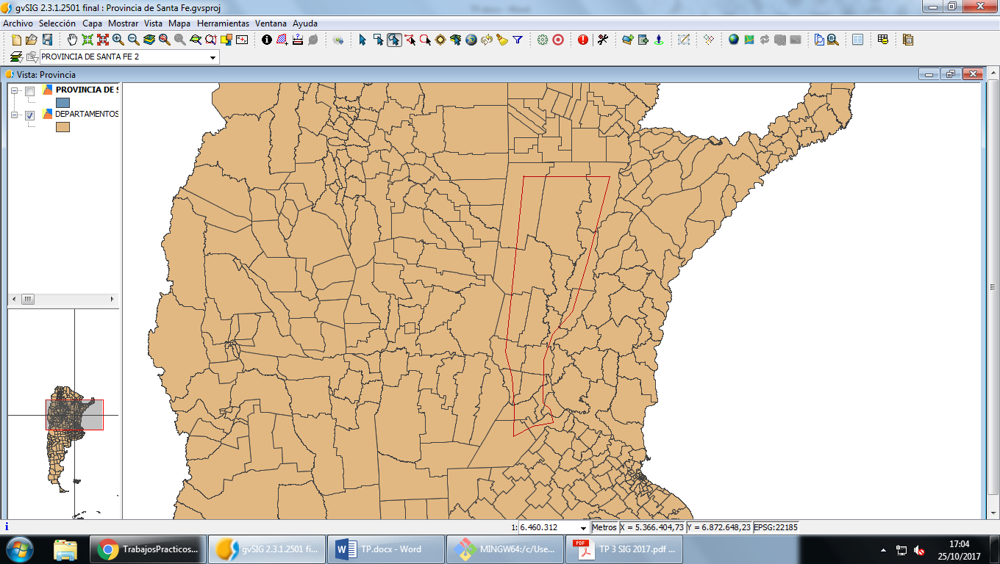 gvSIG 2.3.1.2501 final : Provincia de Santa Fe.gvsproj
Archivo Selección Capa Mostrar Vista Mapa Herramientas Ventana Ayuda
PROVINCIA DE SANTA FE 2
Vista: Provincia
PROVINCIA DE S
DEPARTAMENTOS
1: 6.460.312 Metros X = 5.366.404,73 Y = 6.872.648,23 EPSG:22185
TrabajosPracticos... gvSIG 2.3.1.2501 fi... TP.docx - Word MINGW64:/c/Use... PDF TP 3 SIG 2017.pdf ...
17:04
25/10/2017